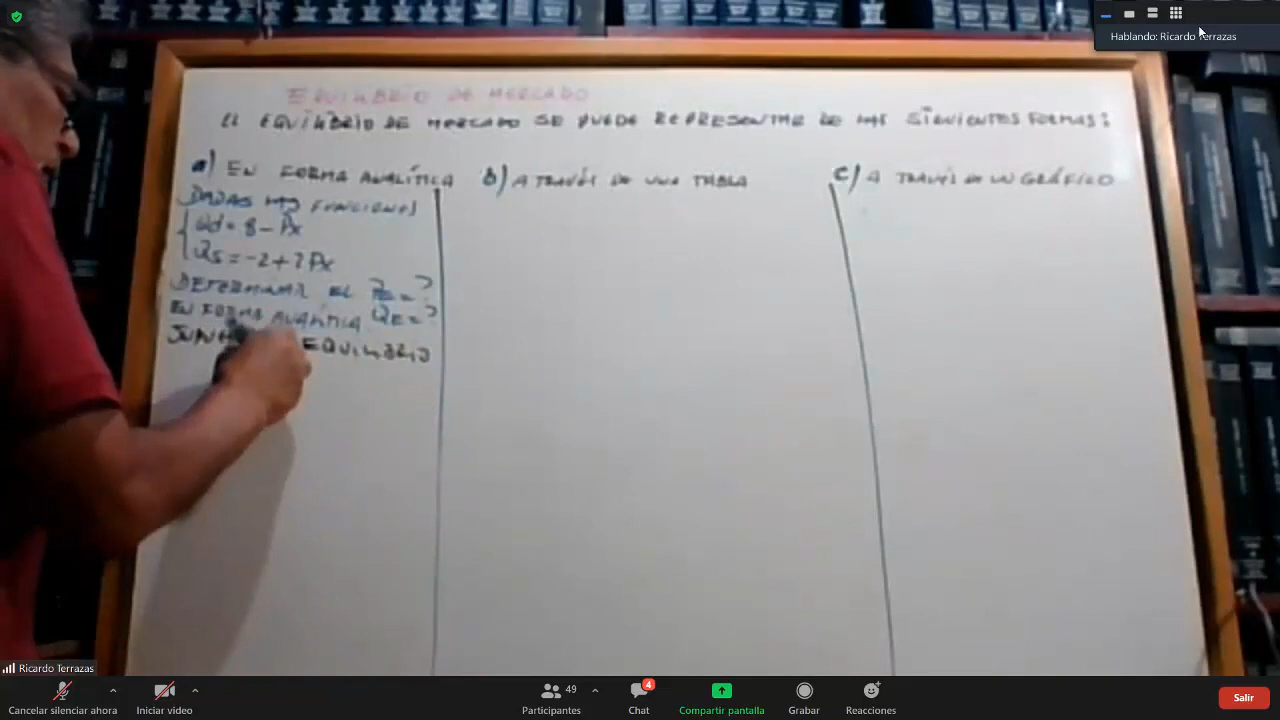 Hablando: Ricardo Terrazas
EQUILIBRIO DE MERCADO
EL EQUILIBRIO DE MERCADO SE PUEDE REPRESENTAR DE LAS SIGUIENTES FORMAS:
a) EN FORMA ANALÍTICA
DADAS LAS FUNCIONES
Qd = 8 - Px
Qs = -2 + 2Px
DETERMINAR EL PE = ?
EN FORMA ANALÍTICA QE = ?
EQUILIBRIO
b) A TRAVÉS DE UNA TABLA
c) A TRAVÉS DE UN GRÁFICO
Ricardo Terrazas
Cancelar silenciar ahora
Iniciar video
49
Participantes
4
Chat
Compartir pantalla
Grabar
Reacciones
Salir